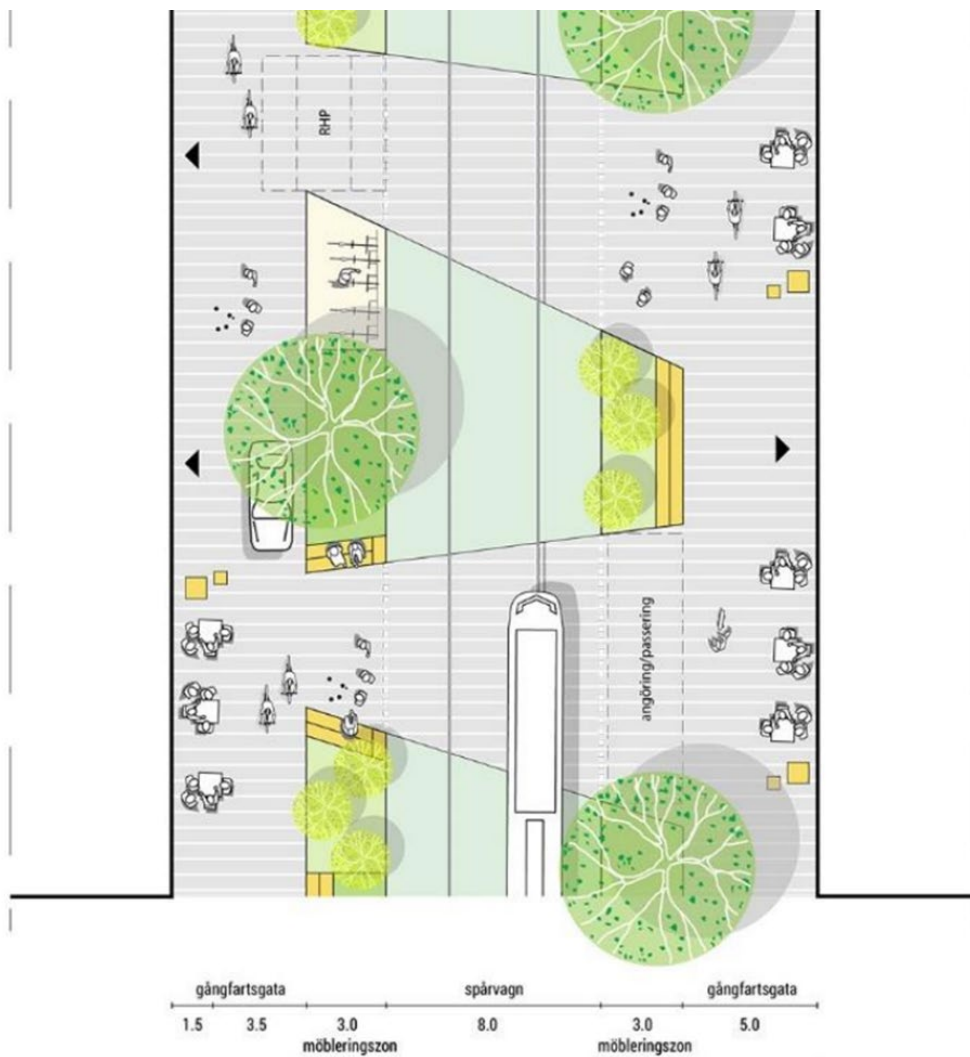 RHP
angöring/passering
gångfartsgata spårvagn gångfartsgata
1.5 3.5 3.0 8.0 3.0 5.0
möbleringszon möbleringszon